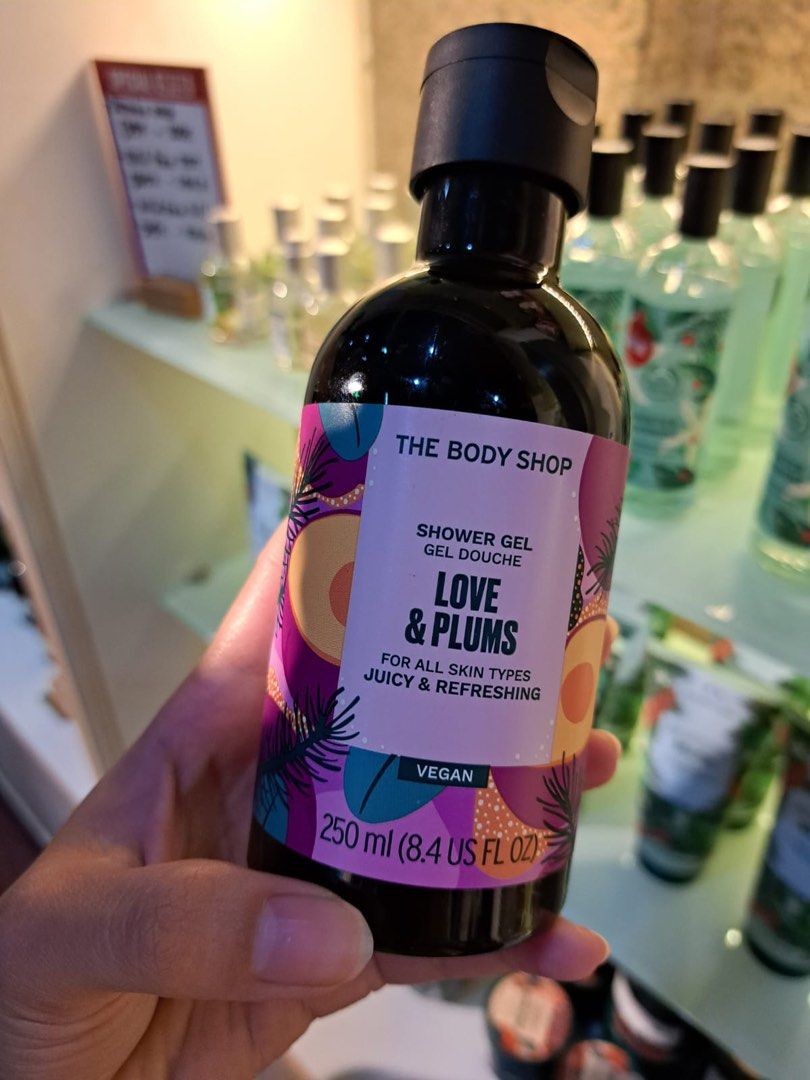 THE BODY SHOP
SHOWER GEL
GEL DOUCHE
LOVE
& PLUMS
FOR ALL SKIN TYPES
JUICY & REFRESHING
VEGAN
250 ml (8.4 US FL OZ)